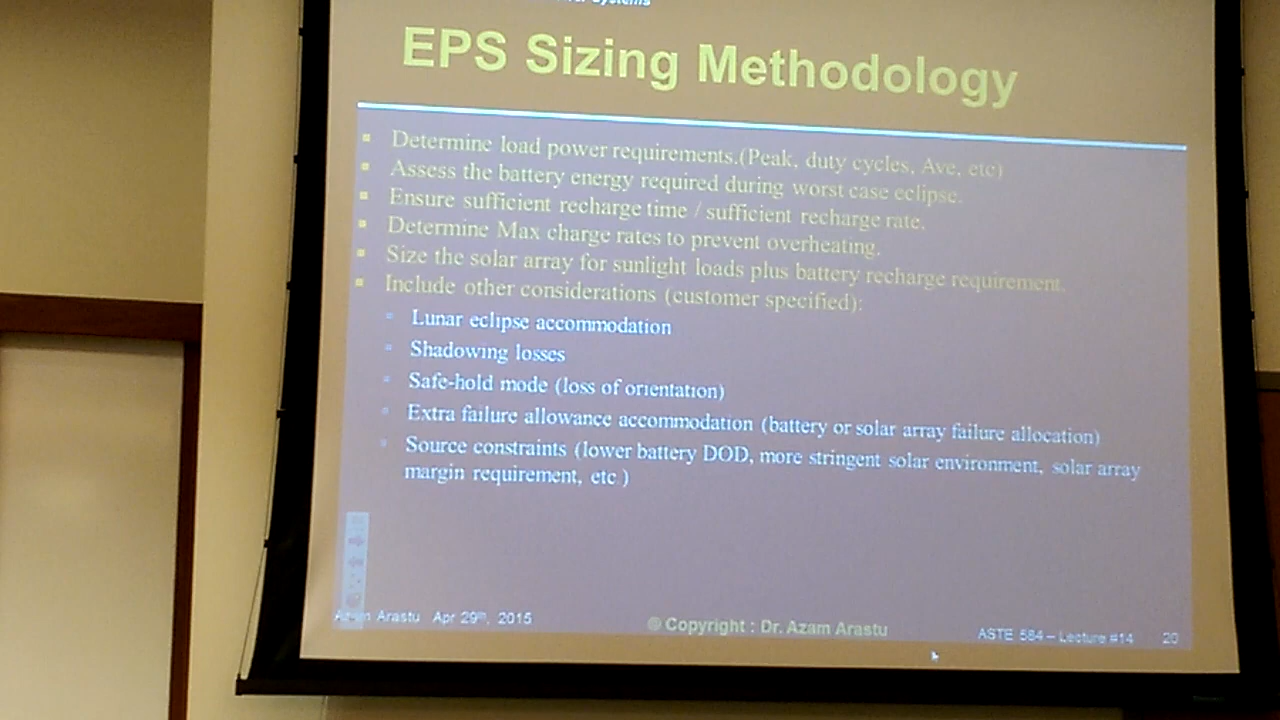 Systems
EPS Sizing Methodology
Determine load power requirements.(Peak, duty cycles, Ave, etc)
Assess the battery energy required during worst case eclipse.
Ensure sufficient recharge time / sufficient recharge rate.
Determine Max charge rates to prevent overheating.
Size the solar array for sunlight loads plus battery recharge requirement.
Include other considerations (customer specified):
Lunar eclipse accommodation
Shadowing losses
Safe-hold mode (loss of orientation)
Extra failure allowance accommodation (battery or solar array failure allocation)
Source constraints (lower battery DOD, more stringent solar environment, solar array
margin requirement, etc.)
Azam Arastu Apr 29th, 2015
© Copyright : Dr. Azam Arastu
ASTE 584 – Lecture #14 20